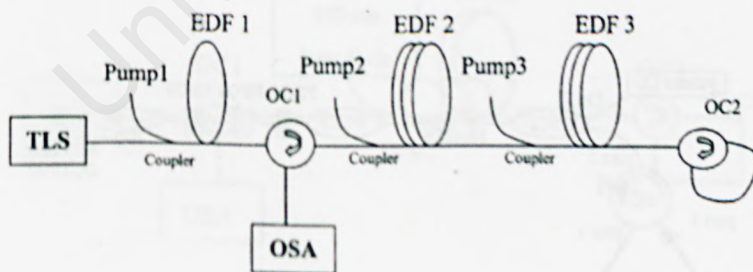 EDF 1
EDF 2
EDF 3
Pump1
Pump2
Pump3
OC1
OC2
TLS
Coupler
Coupler
Coupler
OSA